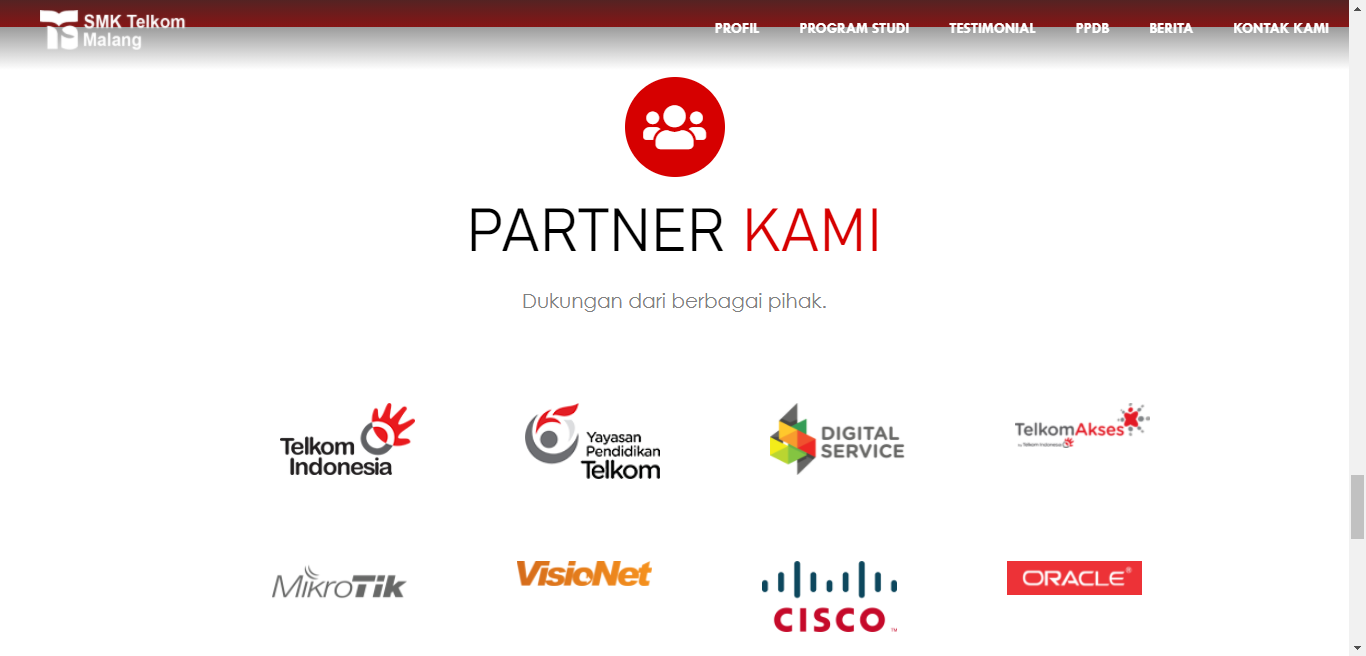 SMK Telkom
Malang
PROFIL PROGRAM STUDI TESTIMONIAL PPDB BERITA KONTAK KAMI
PARTNER KAMI
Dukungan dari berbagai pihak.
Telkom
Indonesia
Yayasan
Pendidikan
Telkom
DIGITAL
SERVICE
TelkomAkses
by Telkom Indonesia
MikroTik
VisioNet
CISCO™
ORACLE®